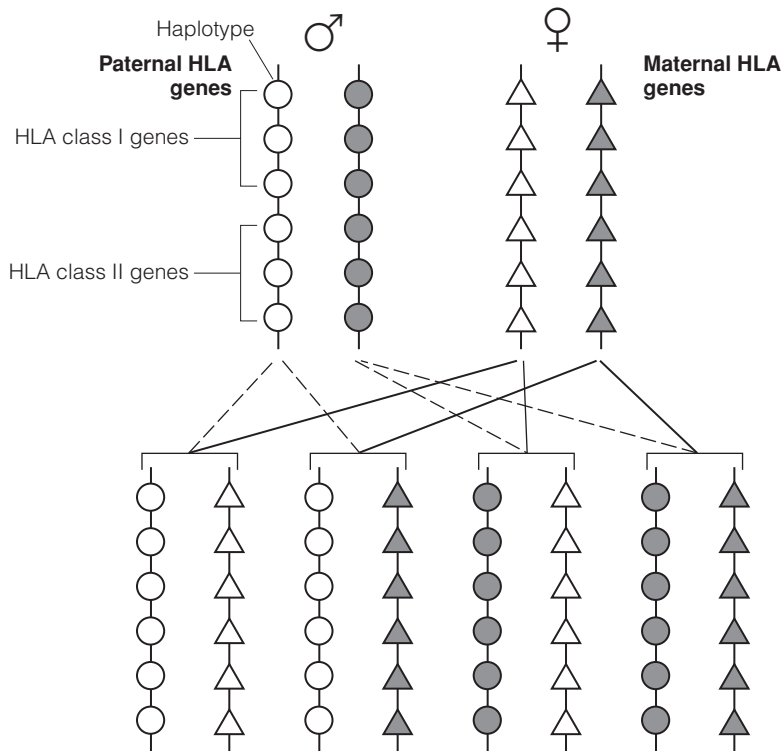 Haplotype
Paternal HLA
genes
Maternal HLA
genes
HLA class I genes
HLA class II genes